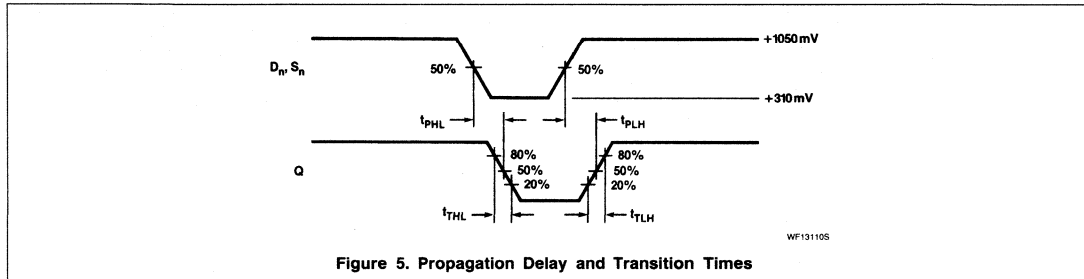 +1050 mV
Dn, Sn
50%
50%
+310 mV
tPHL
tPLH
80%
50%
20%
80%
50%
20%
Q
tTHL
tTLH
WF13110S
Figure 5. Propagation Delay and Transition Times